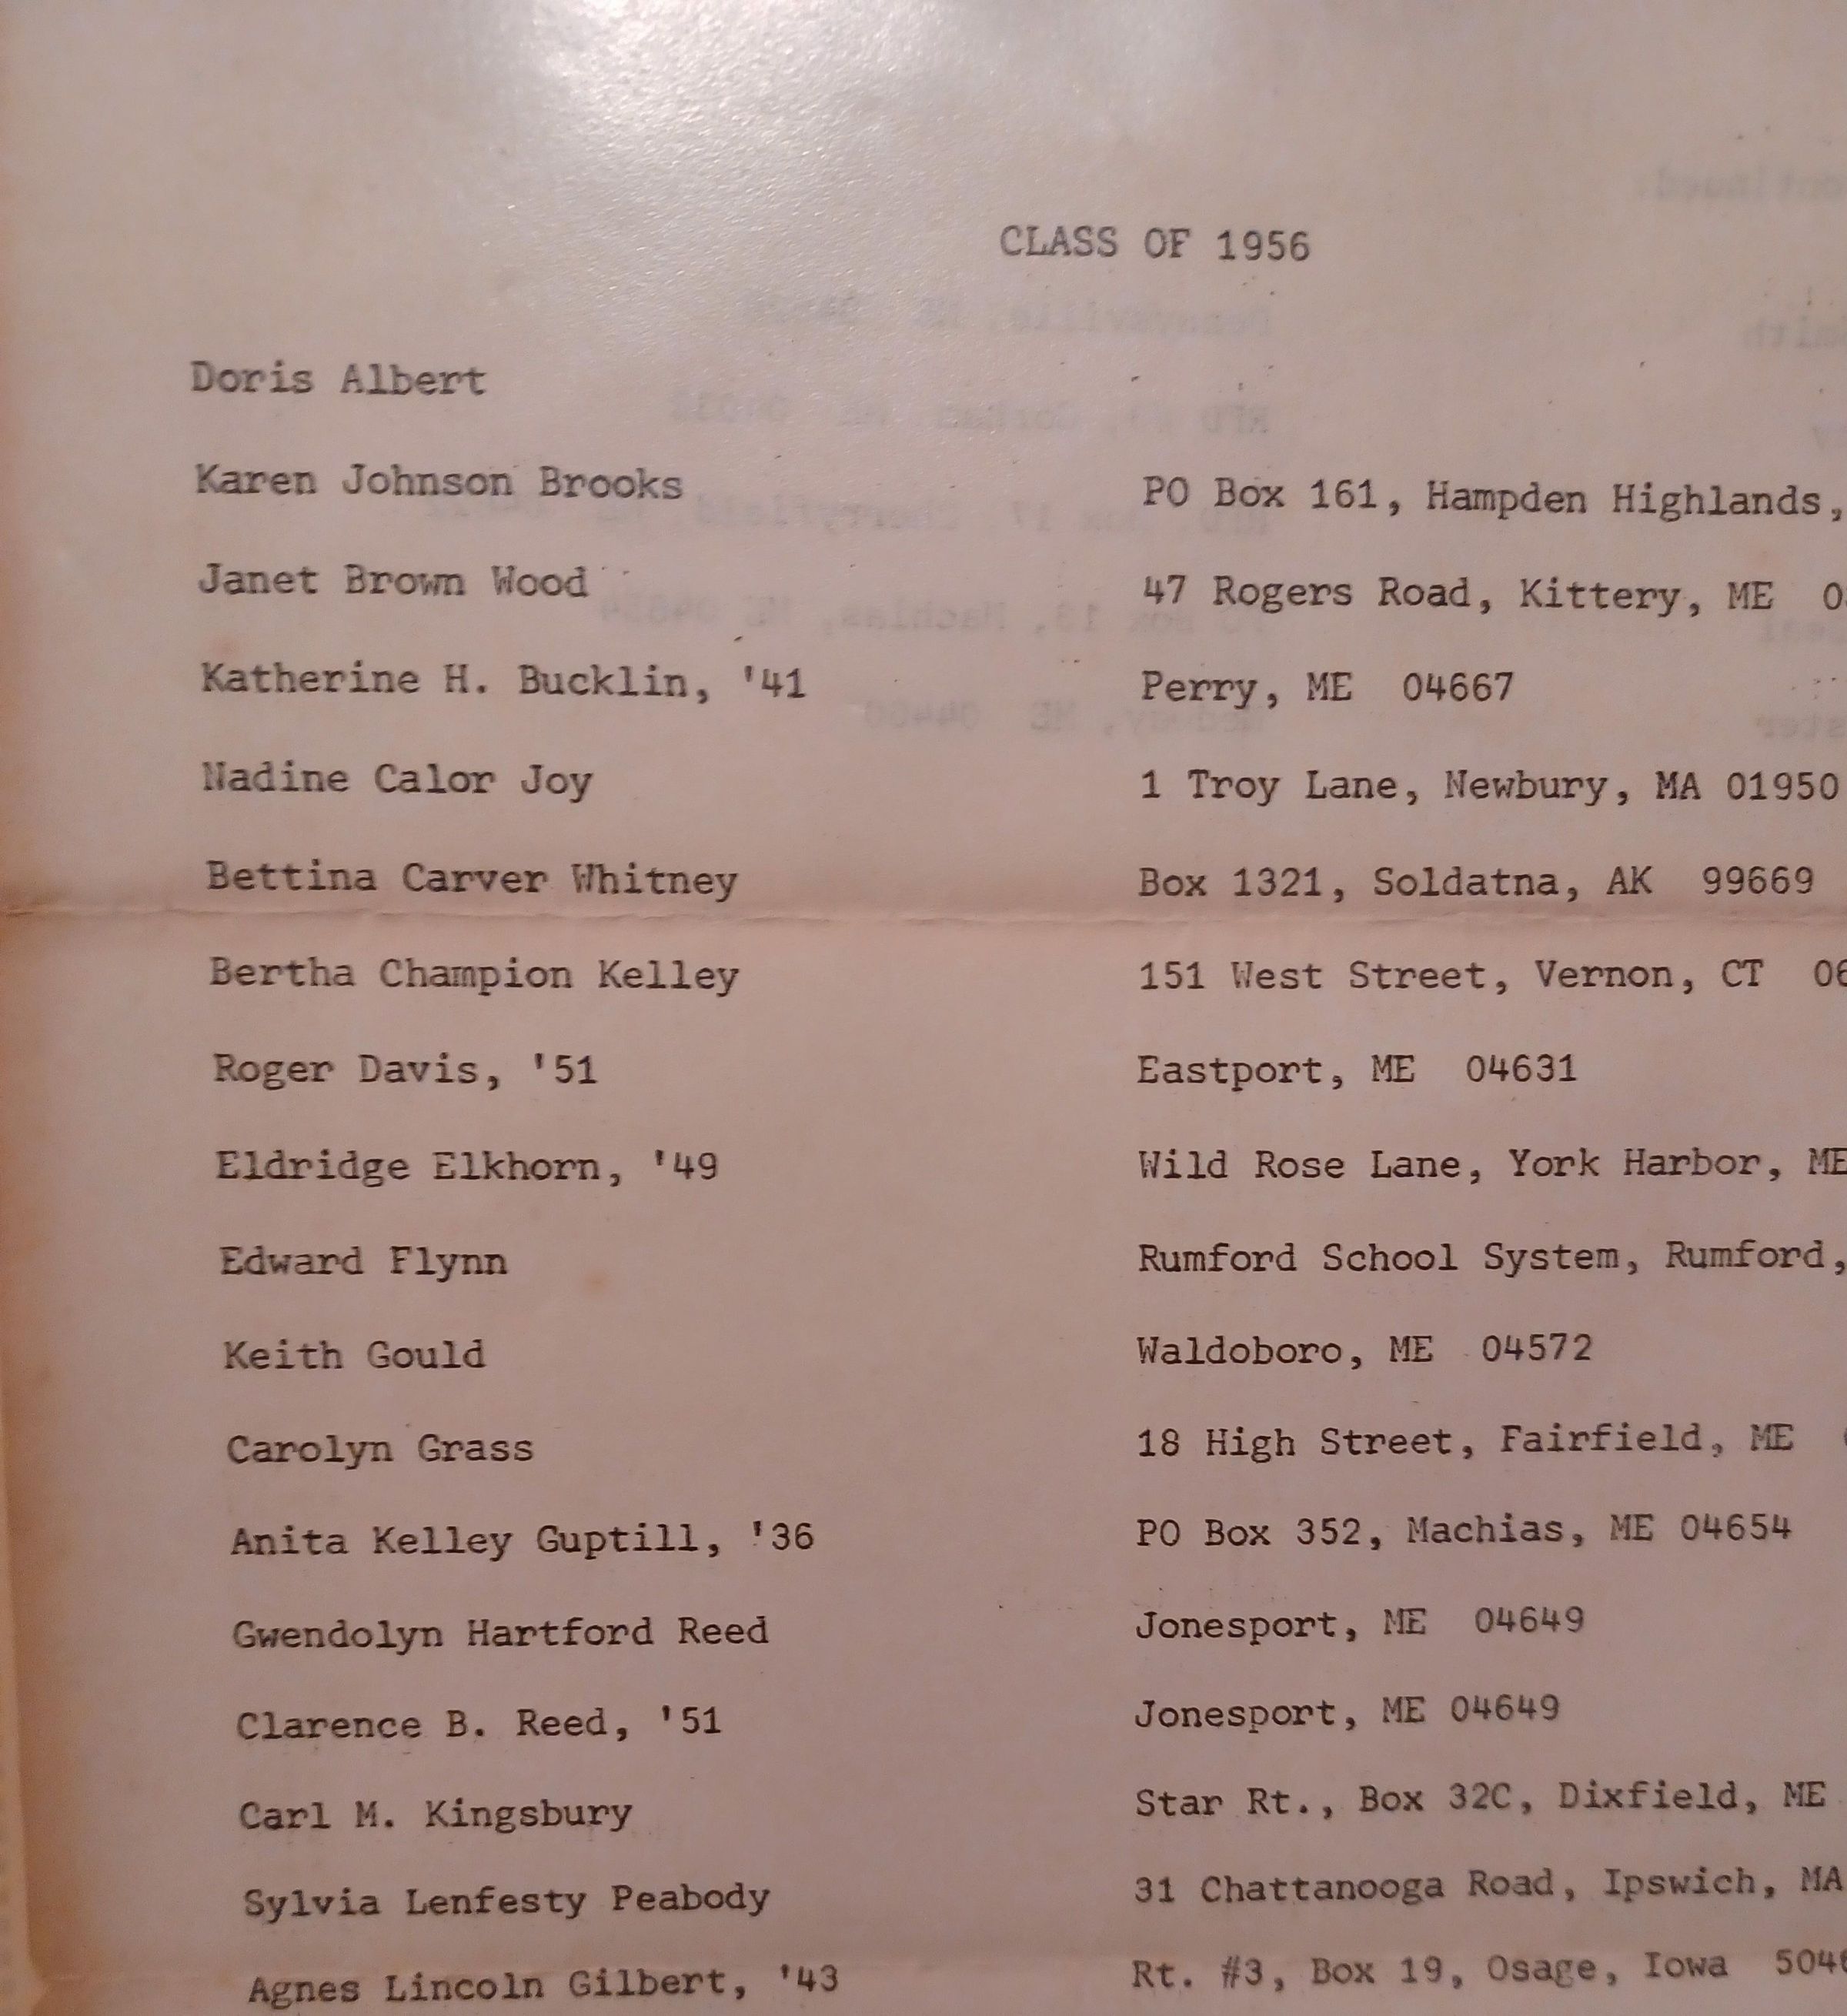 CLASS OF 1956
Doris Albert
Karen Johnson Brooks PO Box 161, Hampden Highlands,
Janet Brown Wood 47 Rogers Road, Kittery, ME
Katherine H. Bucklin, '41 Perry, ME 04667
Nadine Calor Joy 1 Troy Lane, Newbury, MA 01950
Bettina Carver Whitney Box 1321, Soldatna, AK 99669
Bertha Champion Kelley 151 West Street, Vernon, CT
Roger Davis, '51 Eastport, ME 04631
Eldridge Elkhorn, '49 Wild Rose Lane, York Harbor, ME
Edward Flynn Rumford School System, Rumford,
Keith Gould Waldoboro, ME 04572
Carolyn Grass 18 High Street, Fairfield, ME
Anita Kelley Guptill, '36 PO Box 352, Machias, ME 04654
Gwendolyn Hartford Reed Jonesport, ME 04649
Clarence B. Reed, '51 Jonesport, ME 04649
Carl M. Kingsbury Star Rt., Box 32C, Dixfield, ME
Sylvia Lenfesty Peabody 31 Chattanooga Road, Ipswich, MA
Agnes Lincoln Gilbert, '43 Rt. #3, Box 19, Osage, Iowa